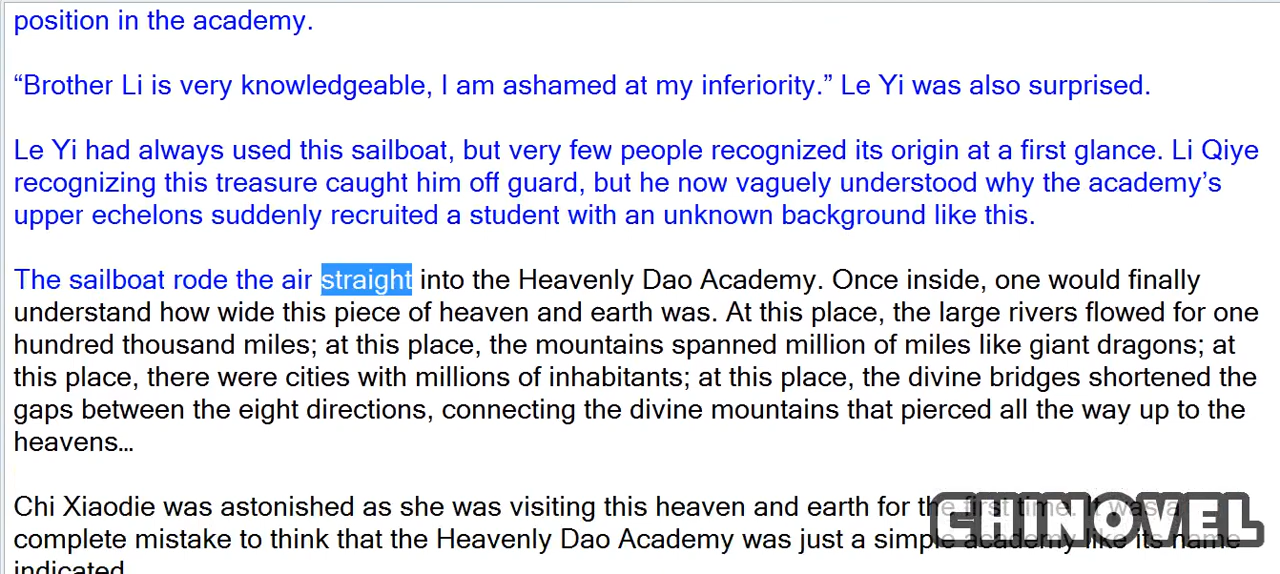 position in the academy.
“Brother Li is very knowledgeable, I am ashamed at my inferiority.” Le Yi was also surprised.
Le Yi had always used this sailboat, but very few people recognized its origin at a first glance. Li Qiye
recognizing this treasure caught him off guard, but he now vaguely understood why the academy’s
upper echelons suddenly recruited a student with an unknown background like this.
The sailboat rode the air straight into the Heavenly Dao Academy. Once inside, one would finally
understand how wide this piece of heaven and earth was. At this place, the large rivers flowed for one
hundred thousand miles; at this place, the mountains spanned million of miles like giant dragons; at
this place, there were cities with millions of inhabitants; at this place, the divine bridges shortened the
gaps between the eight directions, connecting the divine mountains that pierced all the way up to the
heavens…
Chi Xiaodie was astonished as she was visiting this heaven and earth for the first time. It was a
complete mistake to think that the Heavenly Dao Academy was just a simple academy like its name
indicated.
CHINOVEL